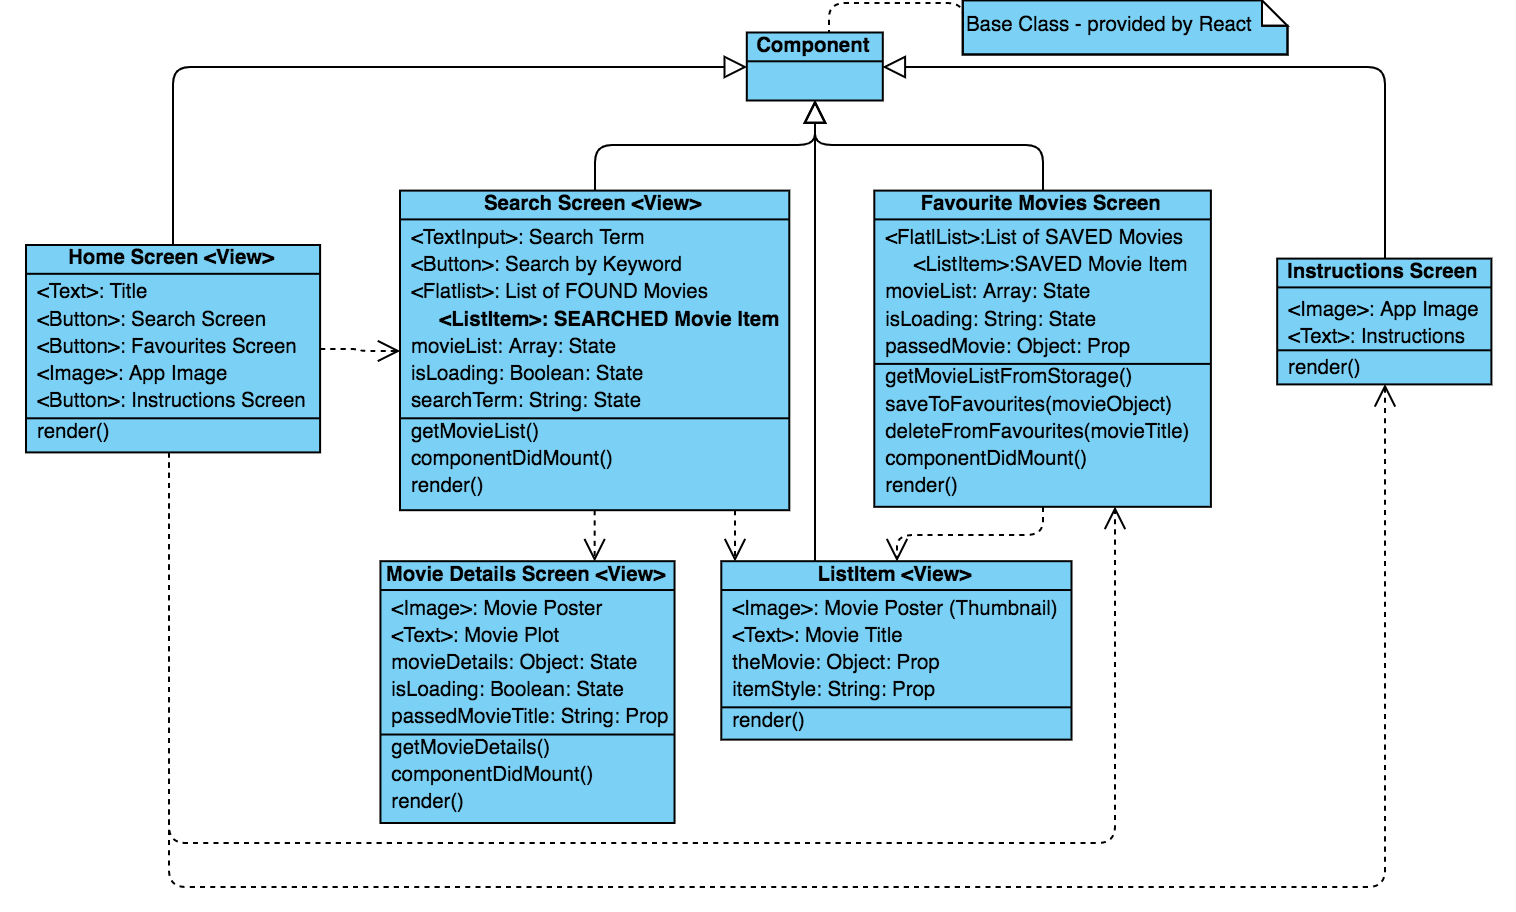 Base Class - provided by React
Component
Search Screen <View>
<TextInput>: Search Term
<Button>: Search by Keyword
<Flatlist>: List of FOUND Movies
<ListItem>: SEARCHED Movie Item
movieList: Array: State
isLoading: Boolean: State
searchTerm: String: State
getMovieList()
componentDidMount()
render()
Favourite Movies Screen
<FlatlList>:List of SAVED Movies
<ListItem>:SAVED Movie Item
movieList: Array: State
isLoading: String: State
passedMovie: Object: Prop
getMovieListFromStorage()
saveToFavourites(movieObject)
deleteFromFavourites(movieTitle)
componentDidMount()
render()
Home Screen <View>
<Text>: Title
<Button>: Search Screen
<Button>: Favourites Screen
<Image>: App Image
<Button>: Instructions Screen
render()
Instructions Screen
<Image>: App Image
<Text>: Instructions
render()
Movie Details Screen <View>
<Image>: Movie Poster
<Text>: Movie Plot
movieDetails: Object: State
isLoading: Boolean: State
passedMovieTitle: String: Prop
getMovieDetails()
componentDidMount()
render()
ListItem <View>
<Image>: Movie Poster (Thumbnail)
<Text>: Movie Title
theMovie: Object: Prop
itemStyle: String: Prop
render()